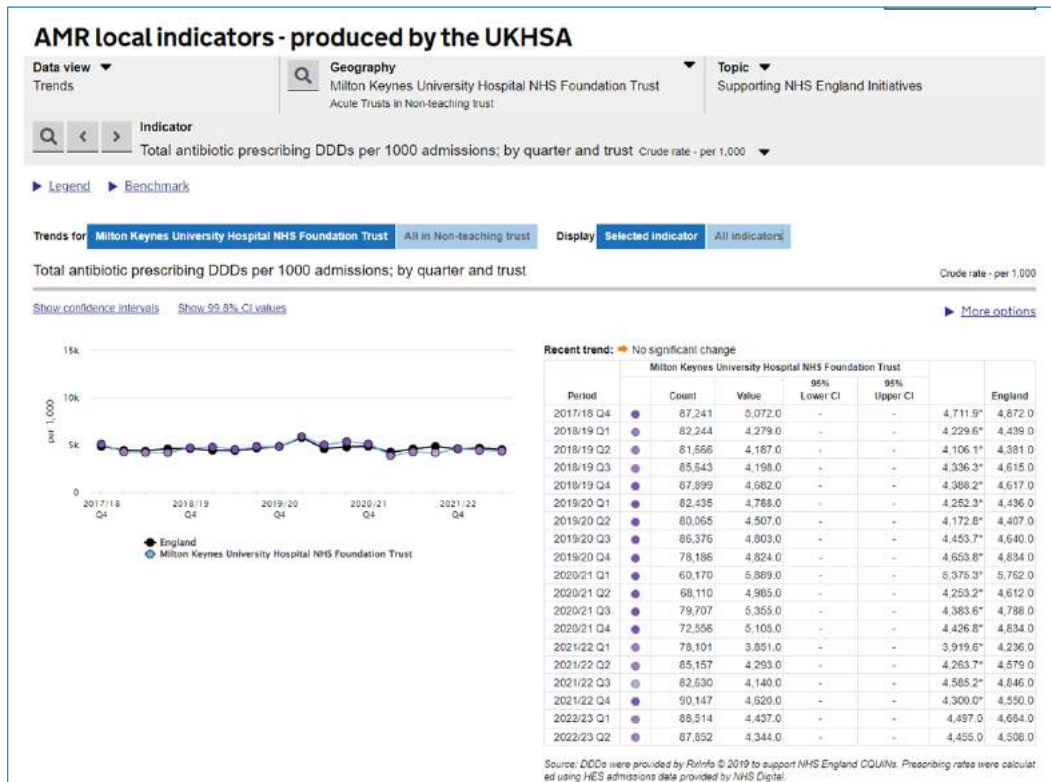 AMR local indicators - produced by the UKHSA
Data view
Trends
Geography
Milton Keynes University Hospital NHS Foundation Trust
Acute Trusts in Non-teaching trust
Topic
Supporting NHS England Initiatives
Indicator
Total antibiotic prescribing DDDs per 1000 admissions; by quarter and trust Crude rate - per 1,000
Legend Benchmark
Trends for Milton Keynes University Hospital NHS Foundation Trust All in Non-teaching trust Display Selected indicator All indicators
Total antibiotic prescribing DDDs per 1000 admissions; by quarter and trust Crude rate - per 1,000
Show confidence intervals Show 99.8% CI values More options
15k
10k
5k
0
per 1,000
2017/18 Q4
2018/19 Q4
2019/20 Q4
2020/21 Q4
2021/22 Q4
England
Milton Keynes University Hospital NHS Foundation Trust
Recent trend: No significant change
Milton Keynes University Hospital NHS Foundation Trust
Period Count Value 95% Lower CI 95% Upper CI England
2017/18 Q4 87,241 5,072.0 - - 4,711.9* 4,872.0
2018/19 Q1 82,244 4,279.0 - - 4,229.6* 4,439.0
2018/19 Q2 81,666 4,187.0 - - 4,106.1* 4,381.0
2018/19 Q3 85,643 4,198.0 - - 4,336.3* 4,615.0
2018/19 Q4 87,899 4,682.0 - - 4,388.2* 4,617.0
2019/20 Q1 82,435 4,788.0 - - 4,252.3* 4,436.0
2019/20 Q2 80,065 4,507.0 - - 4,172.8* 4,407.0
2019/20 Q3 86,376 4,803.0 - - 4,453.7* 4,640.0
2019/20 Q4 78,186 4,824.0 - - 4,653.8* 4,834.0
2020/21 Q1 60,170 5,889.0 - - 5,375.3* 5,762.0
2020/21 Q2 68,110 4,985.0 - - 4,253.2* 4,612.0
2020/21 Q3 79,707 5,355.0 - - 4,383.6* 4,788.0
2020/21 Q4 72,556 5,105.0 - - 4,426.8* 4,834.0
2021/22 Q1 78,101 3,851.0 - - 3,919.6* 4,236.0
2021/22 Q2 85,157 4,293.0 - - 4,263.7* 4,579.0
2021/22 Q3 82,630 4,140.0 - - 4,585.2* 4,846.0
2021/22 Q4 90,147 4,620.0 - - 4,300.0* 4,550.0
2022/23 Q1 88,514 4,437.0 - - 4,497.0 4,664.0
2022/23 Q2 87,852 4,344.0 - - 4,455.0 4,508.0
Source: DDDs were provided by RxInfo © 2019 to support NHS England CQUINs. Prescribing rates were calculat
ed using HES admissions data provided by NHS Digital.